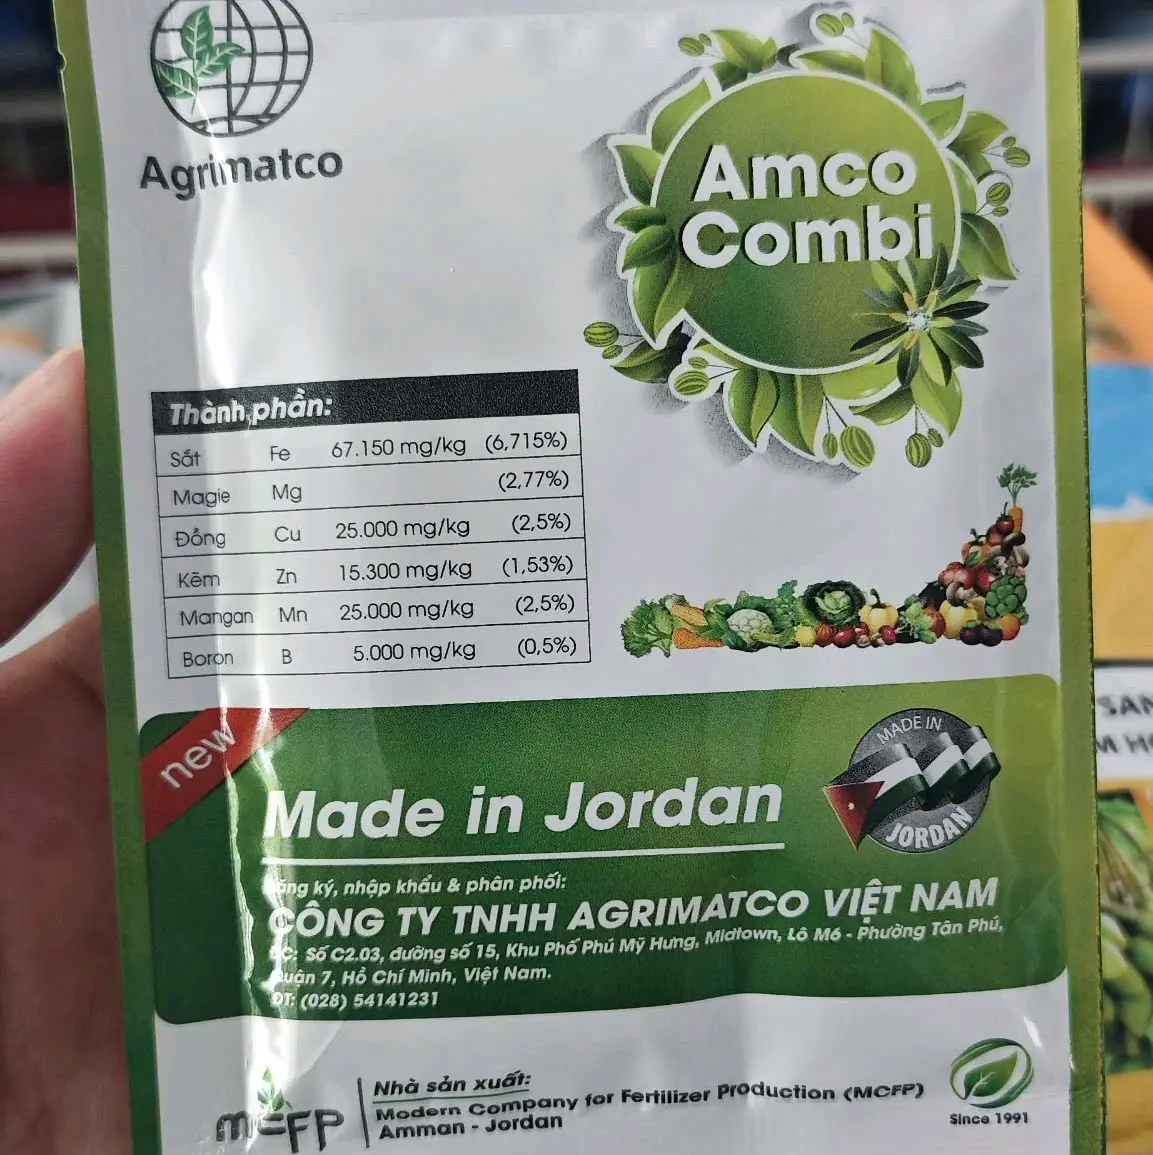 Agrimatco
Amco
Combi
Thành phần:
Sắt Fe 67.150 mg/kg (6,715%)
Magie Mg (2,77%)
Đồng Cu 25.000 mg/kg (2,5%)
Kẽm Zn 15.300 mg/kg (1,53%)
Mangan Mn 25.000 mg/kg (2,5%)
Boron B 5.000 mg/kg (0,5%)
new
Made in Jordan
MADE IN
JORDAN
Đăng ký, nhập khẩu & phân phối:
CÔNG TY TNHH AGRIMATCO VIỆT NAM
ĐC: Số C2.03, đường số 15, Khu Phố Phú Mỹ Hưng, Midtown, Lô M6 - Phường Tân Phú,
Quận 7, Hồ Chí Minh, Việt Nam.
ĐT: (028) 54141231
MCFP
Nhà sản xuất:
Modern Company for Fertilizer Production (MCFP)
Amman - Jordan
Since 1991